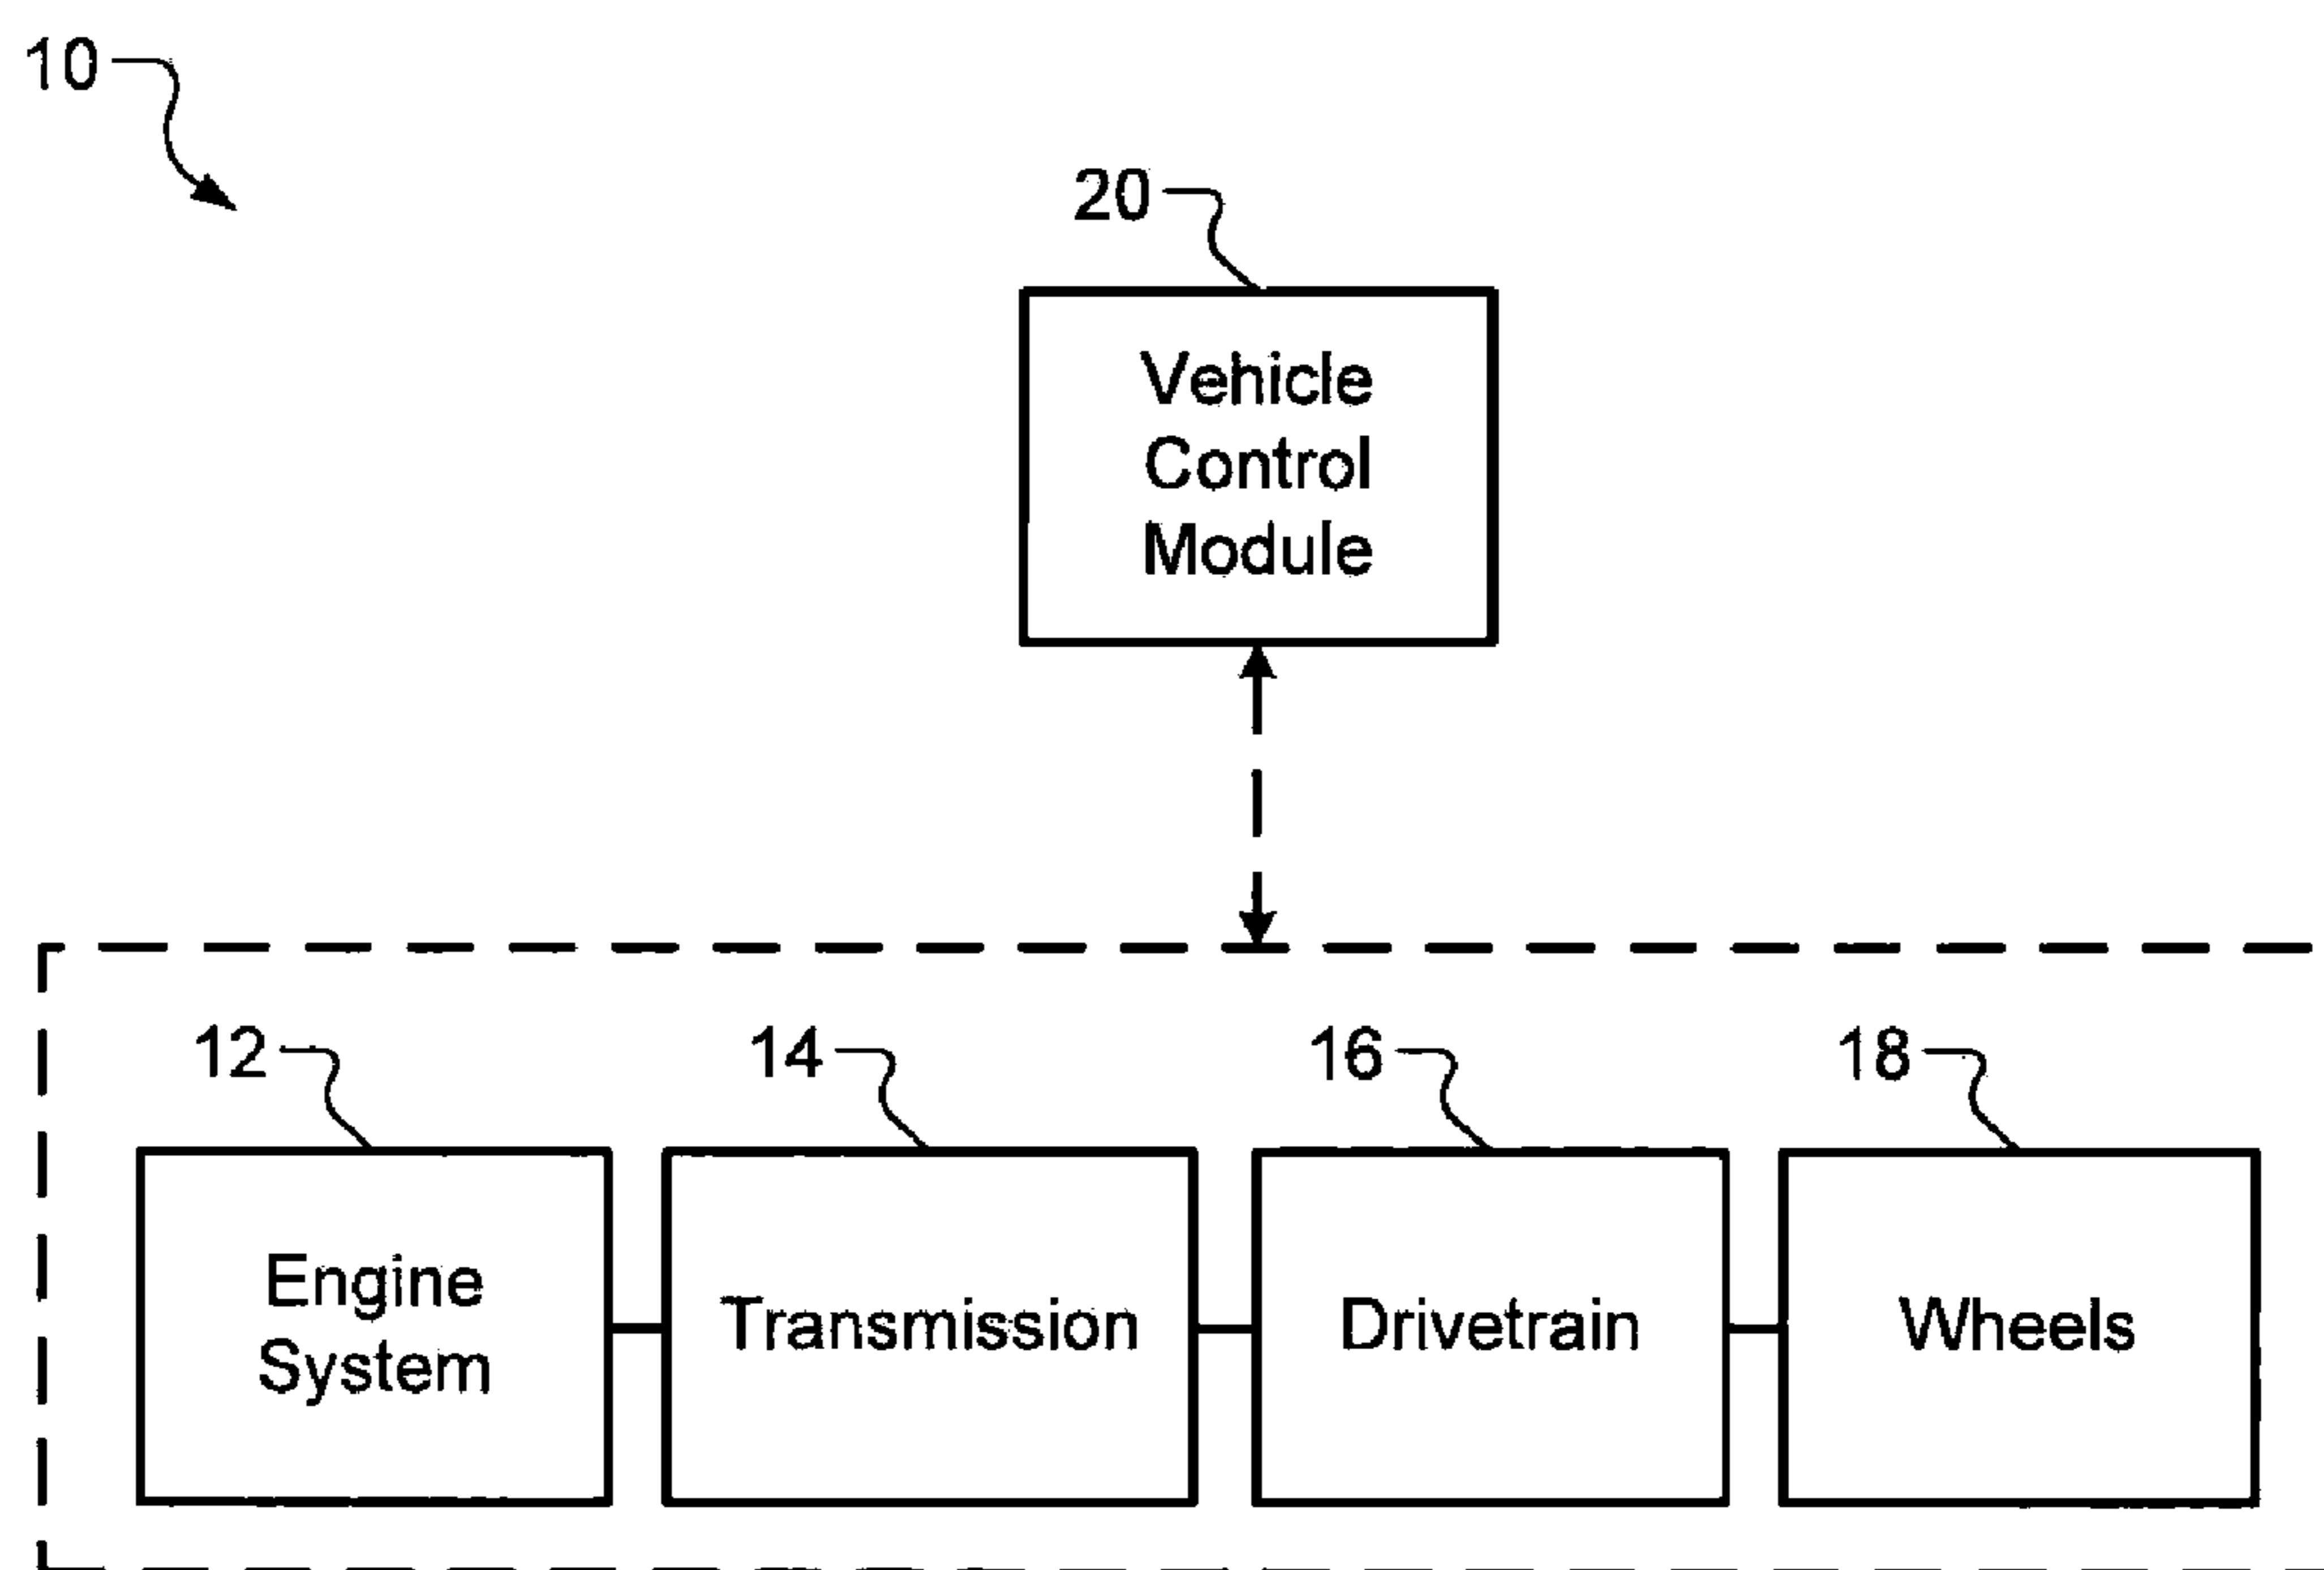 10
20
Vehicle
Control
Module
12
14
16
18
Engine
System
Transmission
Drivetrain
Wheels